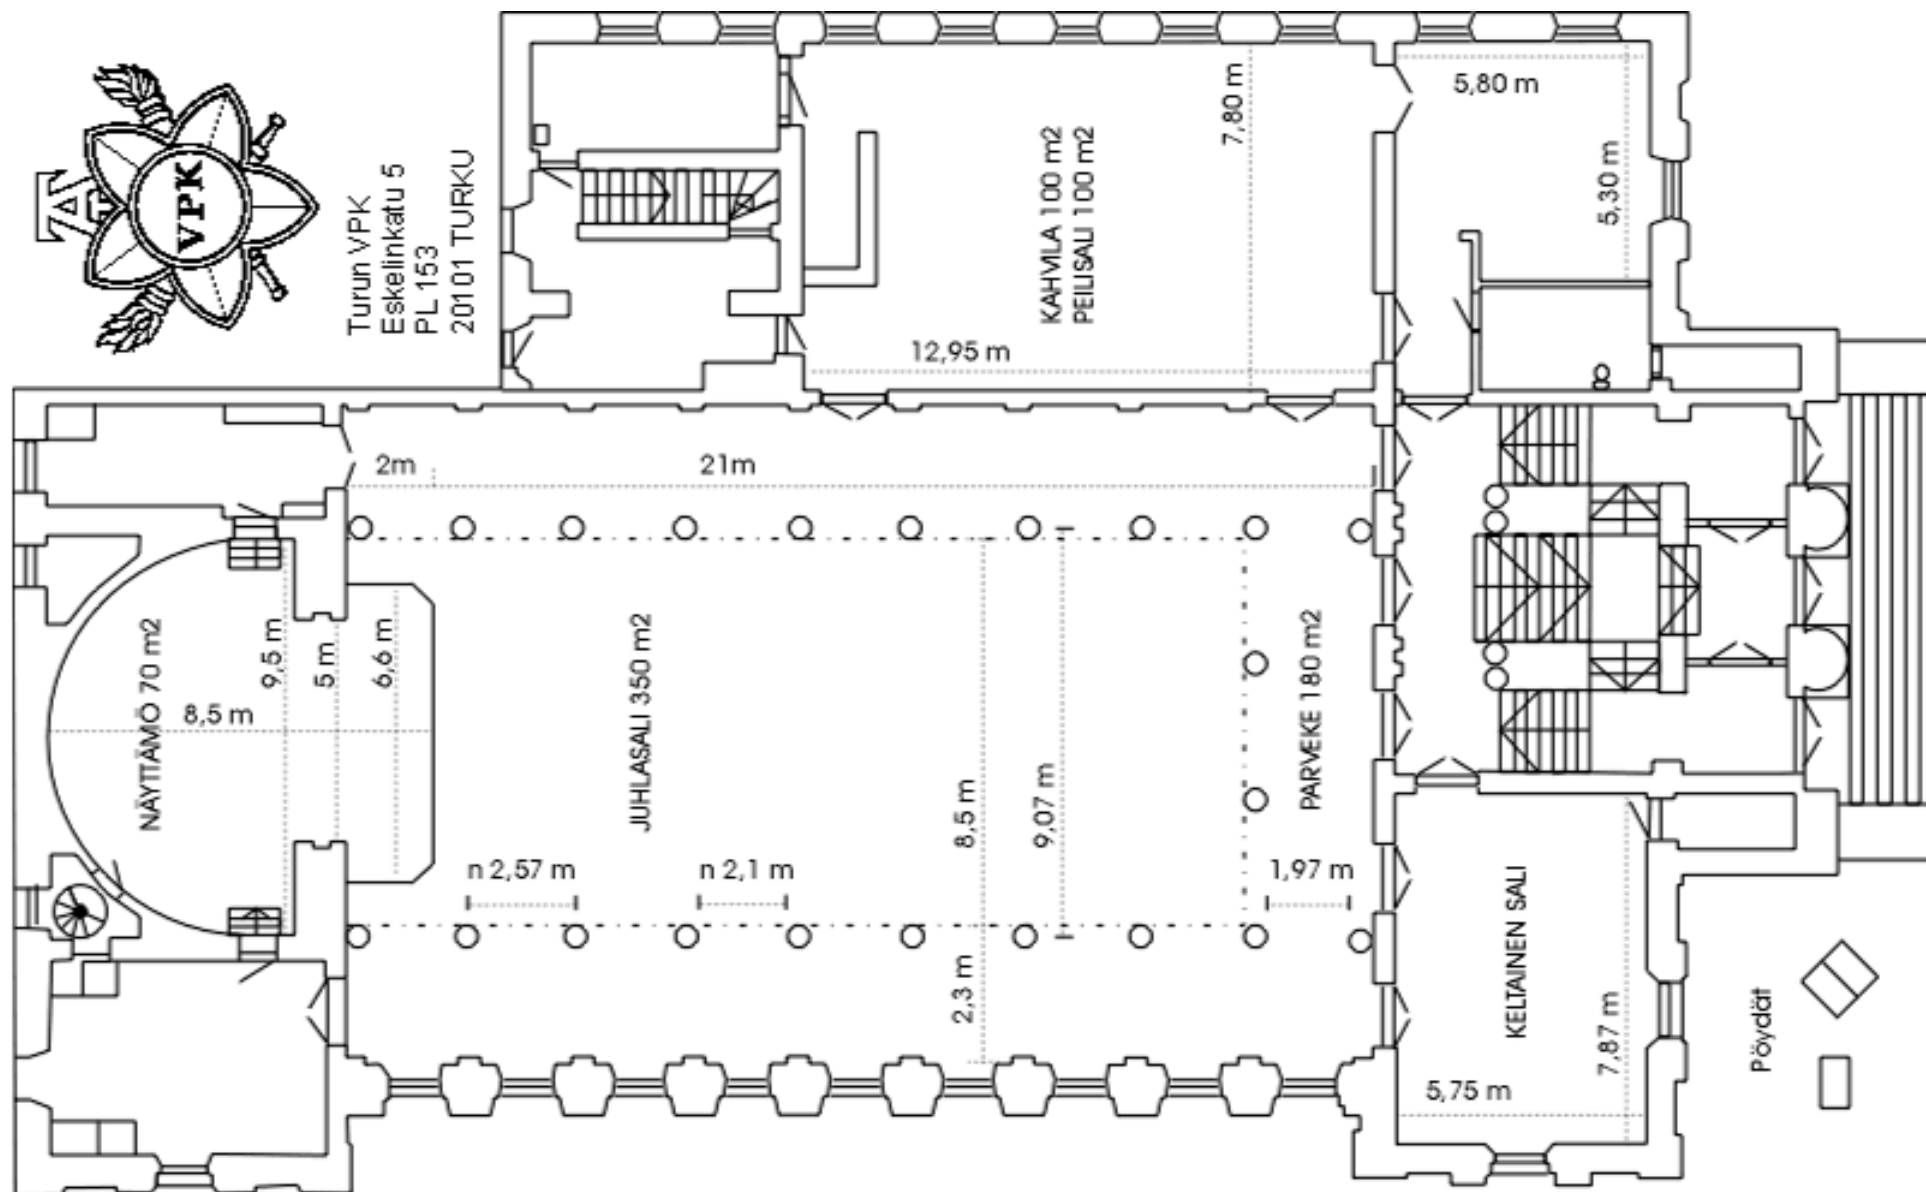 VPK
Turun VPK
Eskelinkatu 5
PL 153
20101 TURKU
7,80 m
5,80 m
5,30 m
KAHVILA 100 m2
PEILISALI 100 m2
12,95 m
2m
21m
NÄYTTÄMÖ 70 m2
9,5 m
5 m
6,6 m
8,5 m
JUHLASALI 350 m2
8,5 m
9,07 m
PARVEKE 180 m2
n 2,57 m
n 2,1 m
1,97 m
2,3 m
KELTAINEN SALI
7,87 m
5,75 m
Pöydät